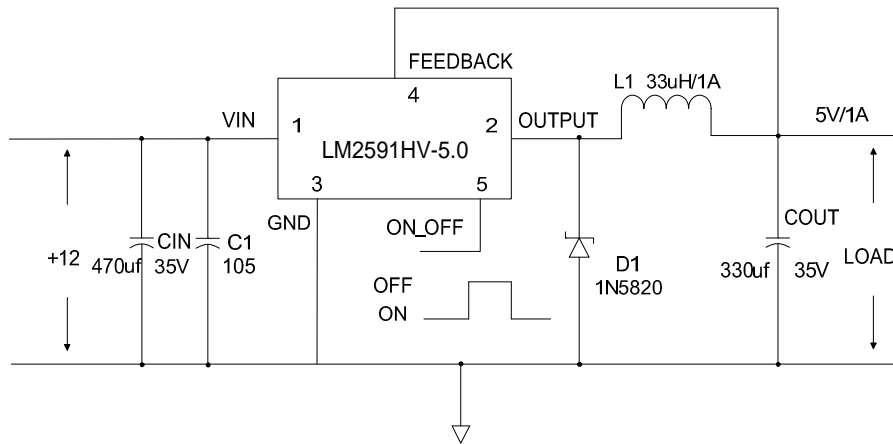 FEEDBACK
4
L1 33uH/1A
VIN
1
2
OUTPUT
5V/1A
LM2591HV-5.0
3
5
GND
ON_OFF
COUT
CIN
C1
+12
470uf
35V
105
D1
1N5820
330uf
35V
LOAD
OFF
ON